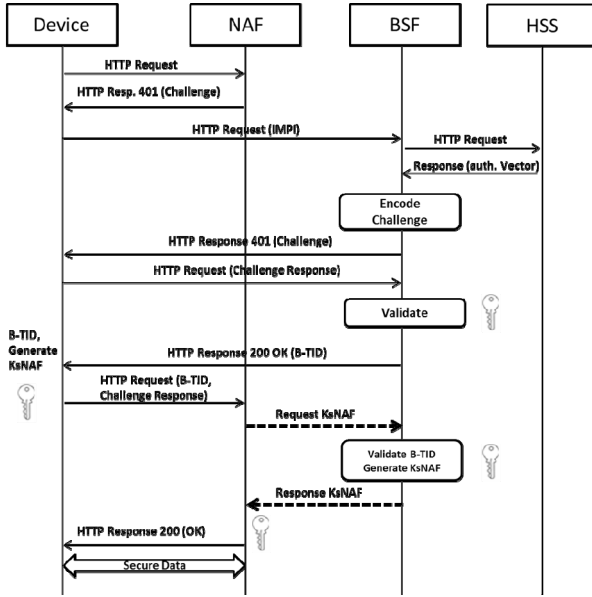 Device
NAF
BSF
HSS
HTTP Request
HTTP Resp. 401 (Challenge)
HTTP Request (IMPI)
HTTP Request
Response (auth. Vector)
Encode
Challenge
HTTP Response 401 (Challenge)
HTTP Request (Challenge Response)
Validate
B-TID,
Generate
KsNAF
HTTP Response 200 OK (B-TID)
HTTP Request (B-TID,
Challenge Response)
Request KsNAF
Validate B-TID
Generate KsNAF
Response KsNAF
HTTP Response 200 (OK)
Secure Data